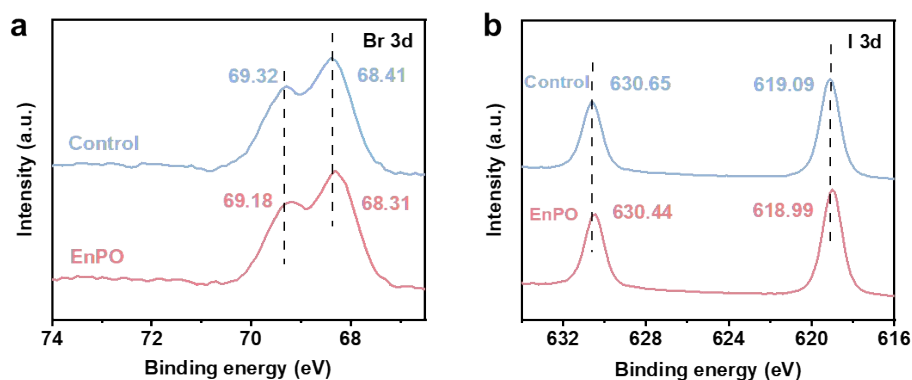 a
Br 3d
69.32
68.41
Control
69.18
68.31
EnPO
74
72
70
68
Binding energy (eV)
Intensity (a.u.)
b
I 3d
Control
630.65
619.09
EnPO
630.44
618.99
632
628
624
620
616
Binding energy (eV)
Intensity (a.u.)